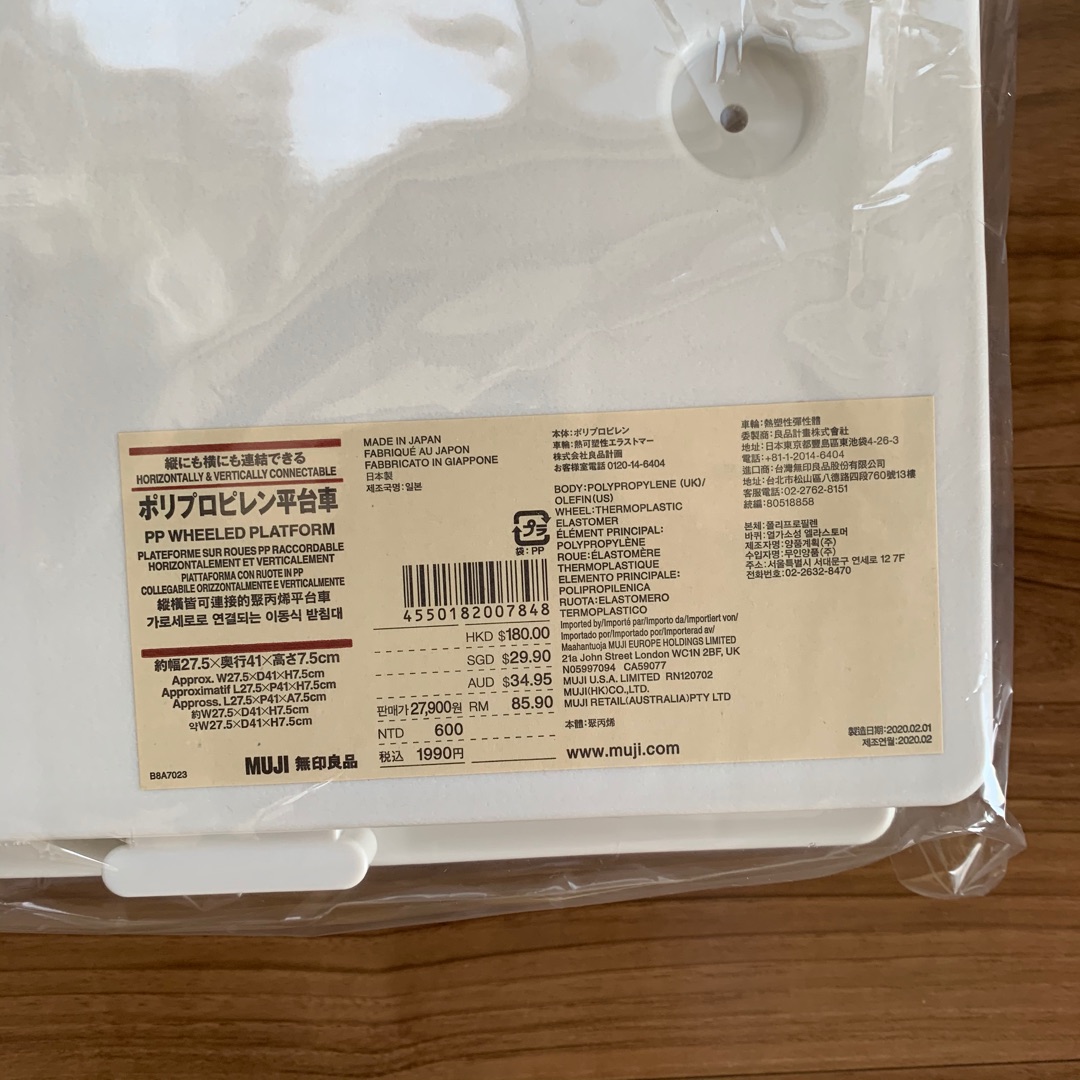 縦にも横にも連結できる
HORIZONTALLY & VERTICALLY CONNECTABLE
ポリプロピレン平台車
PP WHEELED PLATFORM
PLATEFORME SUR ROUES PP RACCORDABLE
HORIZONTALEMENT ET VERTICALEMENT
PIATTAFORMA CON RUOTE IN PP
COLLEGABILE ORIZZONTALMENTE E VERTICALMENTE
縱橫皆可連接的聚丙烯平台車
가로세로로 연결되는 이동식 받침대
約幅27.5×奥行41×高さ7.5cm
Approx. W27.5×D41×H7.5cm
Approximatif L27.5×P41×H7.5cm
Appross. L27.5×P41×A7.5cm
約W27.5×D41×H7.5cm
약W27.5×D41×H7.5cm
B8A7023
MUJI 無印良品
MADE IN JAPAN
FABRIQUÉ AU JAPON
FABBRICATO IN GIAPPONE
日本製
제조국명:일본
プラ
袋:PP
4550182007848
HKD $180.00
SGD $29.90
AUD $34.95
판매가 27,900원 RM 85.90
NTD 600
税込 1990円
本体:ポリプロピレン
車輪:熱可塑性エラストマー
株式会社良品計画
お客様室電話 0120-14-6404
BODY:POLYPROPYLENE (UK)/
OLEFIN(US)
WHEEL:THERMOPLASTIC
ELASTOMER
ÉLÉMENT PRINCIPAL:
POLYPROPYLÈNE
ROUE:ÉLASTOMÈRE
THERMOPLASTIQUE
ELEMENTO PRINCIPALE:
POLIPROPILENICA
RUOTA:ELASTOMERO
TERMOPLASTICO
Imported by/Importé par/Importo da/Importiert von/
Importado por/Importado por/Importerad av/
Maahantuoja MUJI EUROPE HOLDINGS LIMITED
21a John Street London WC1N 2BF, UK
N05997094 CA59077
MUJI U.S.A. LIMITED RN120702
MUJI(HK)CO.,LTD.
MUJI RETAIL(AUSTRALIA)PTY LTD
本體:聚丙烯
www.muji.com
車輪:熱塑性彈性體
委製商:良品計畫株式會社
地址:日本東京都豐島區東池袋4-26-3
電話:+81-1-2014-6404
進口商:台灣無印良品股份有限公司
地址:台北市松山區八德路四段760號13樓
客服電話:02-2762-8151
統編:80518858
본체:폴리프로필렌
바퀴:열가소성 엘라스토머
제조자명:양품계획(주)
수입자명:무인양품(주)
주소:서울특별시 서대문구 연세로 12 7F
전화번호:02-2632-8470
製造日期:2020.02.01
제조연월:2020.02